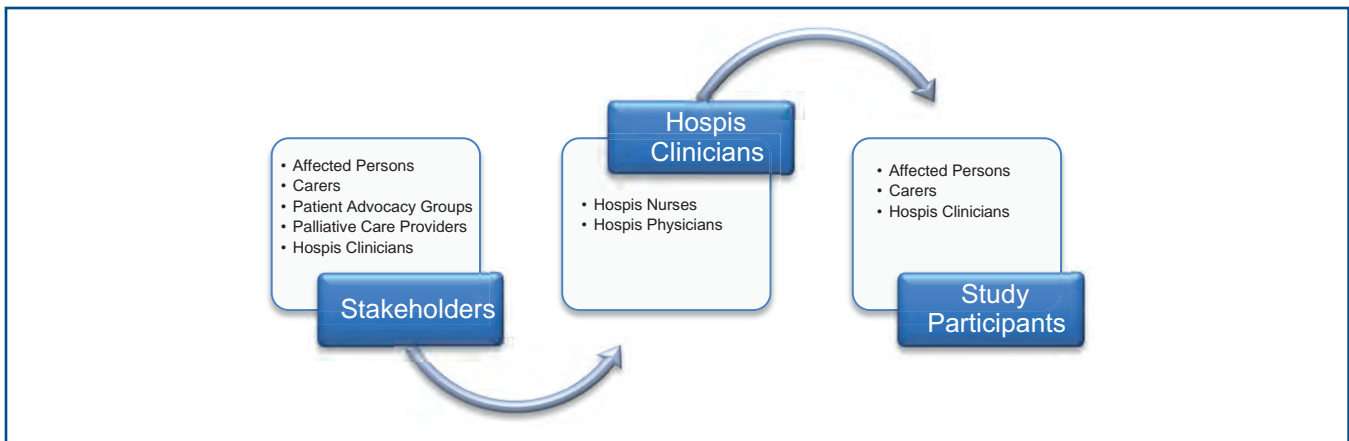 • Affected Persons
• Carers
• Patient Advocacy Groups
• Palliative Care Providers
• Hospis Clinicians
Stakeholders
Hospis
Clinicians
• Hospis Nurses
• Hospis Physicians
• Affected Persons
• Carers
• Hospis Clinicians
Study
Participants